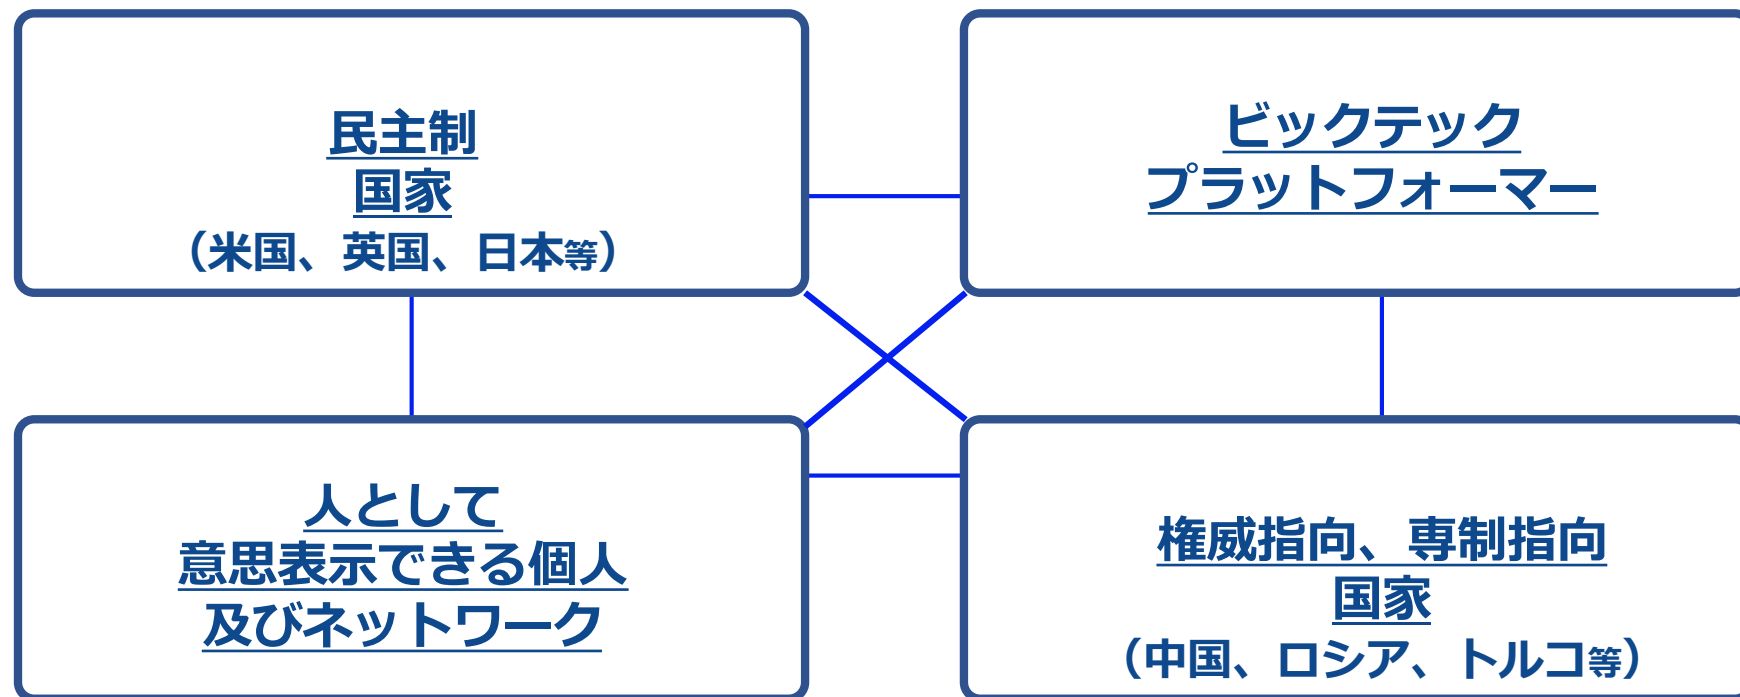 民主制
国家
（米国、英国、日本等）
ビックテック
プラットフォーマー
人として
意思表示できる個人
及びネットワーク
権威指向、専制指向
国家
（中国、ロシア、トルコ等）